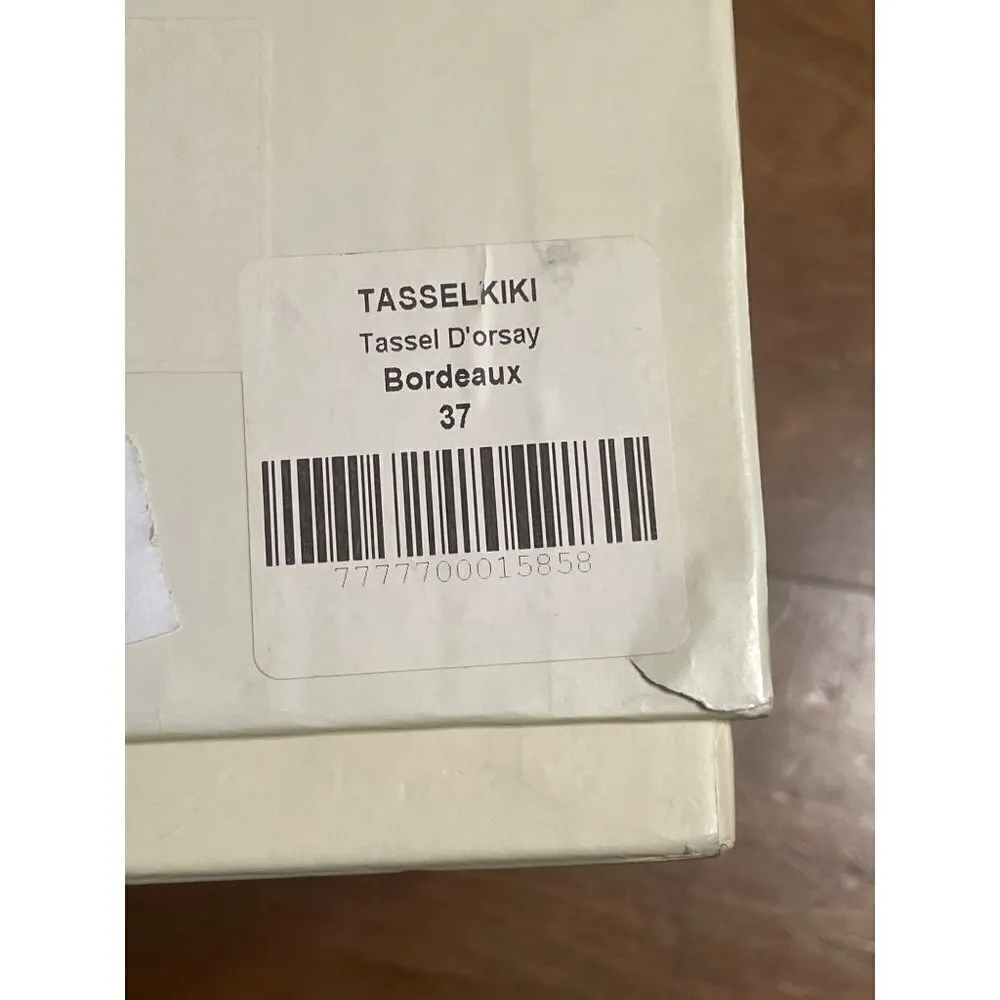 TASSELKIKI
Tassel D'orsay
Bordeaux
37
7777700015858